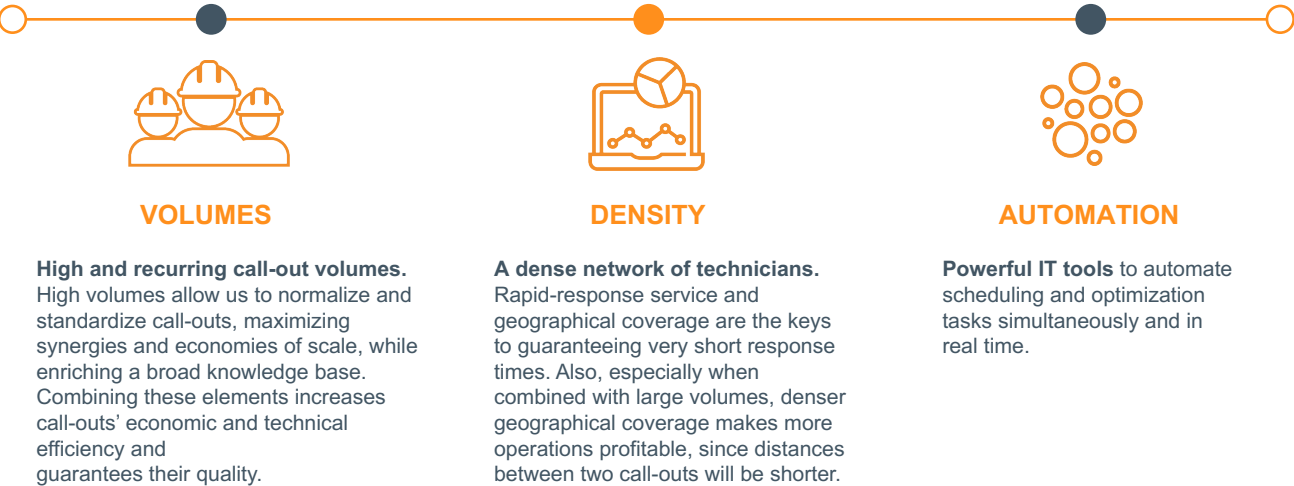 VOLUMES
High and recurring call-out volumes.
High volumes allow us to normalize and
standardize call-outs, maximizing
synergies and economies of scale, while
enriching a broad knowledge base.
Combining these elements increases
call-outs’ economic and technical
efficiency and
guarantees their quality.
DENSITY
A dense network of technicians.
Rapid-response service and
geographical coverage are the keys
to guaranteeing very short response
times. Also, especially when
combined with large volumes, denser
geographical coverage makes more
operations profitable, since distances
between two call-outs will be shorter.
AUTOMATION
Powerful IT tools to automate
scheduling and optimization
tasks simultaneously and in
real time.